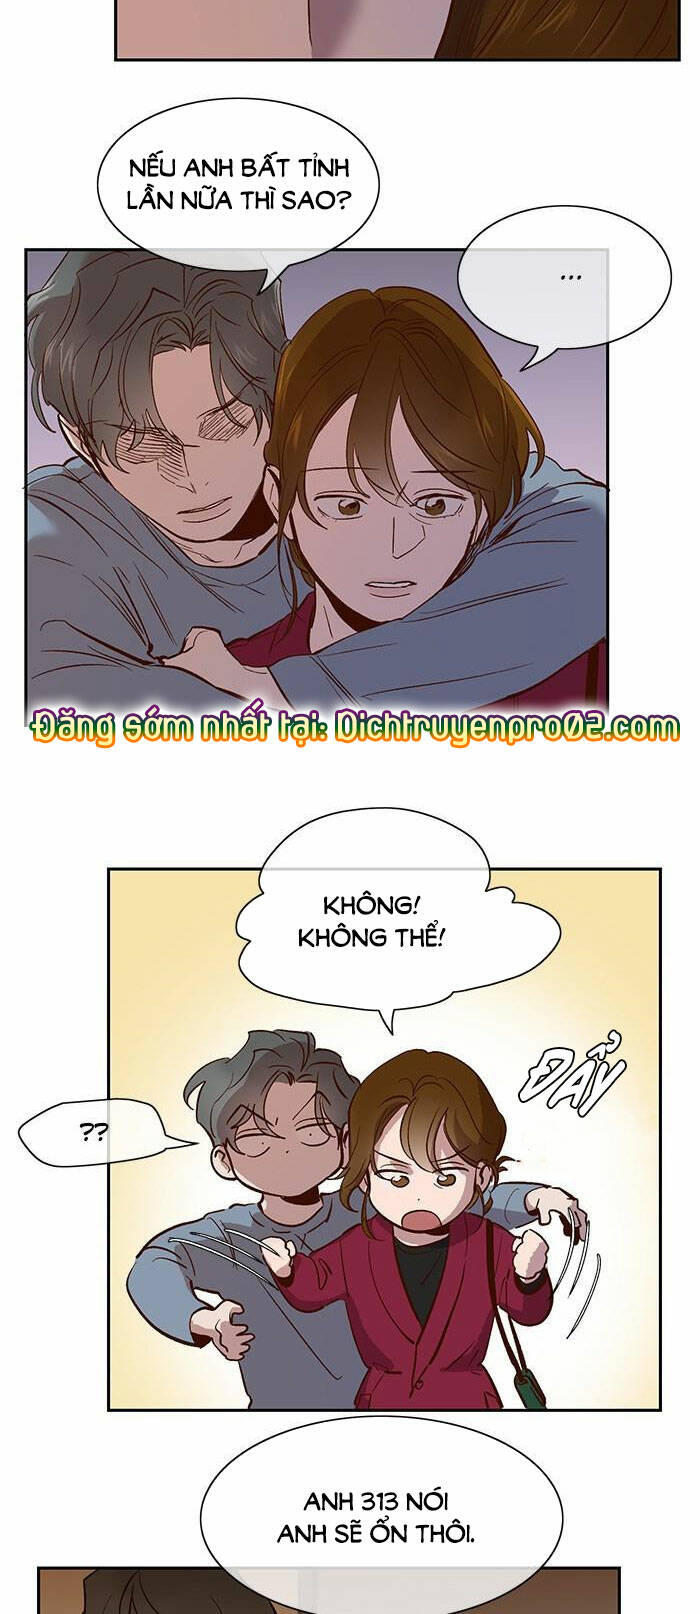 NẾU ANH BẤT TỈNH
LẦN NỮA THÌ SAO?
...
Đăng sớm nhất tại: Dichtruyenpro02.com
KHÔNG!
KHÔNG THỂ!
ĐẨY
??
ANH 313 NÓI
ANH SẼ ỔN THÔI.